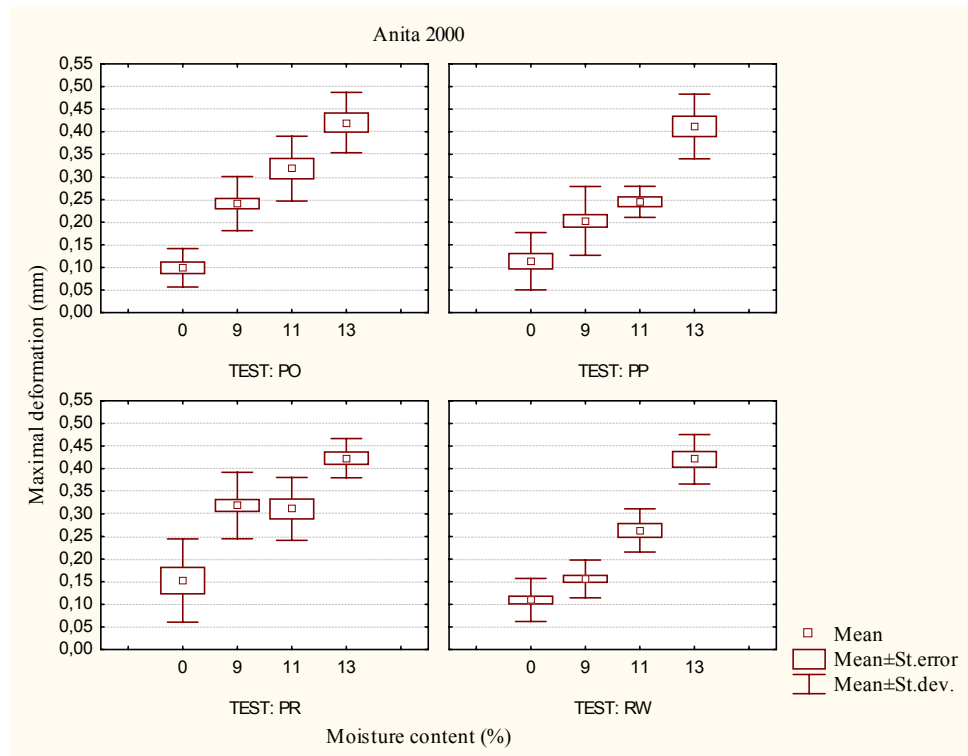 Anita 2000
Maximal deformation (mm)
0,55
0,50
0,45
0,40
0,35
0,30
0,25
0,20
0,15
0,10
0,05
0,00
0 9 11 13
TEST: PO
0 9 11 13
TEST: PP
0,55
0,50
0,45
0,40
0,35
0,30
0,25
0,20
0,15
0,10
0,05
0,00
0 9 11 13
TEST: PR
0 9 11 13
TEST: RW
Moisture content (%)
Mean
Mean±St.error
Mean±St.dev.